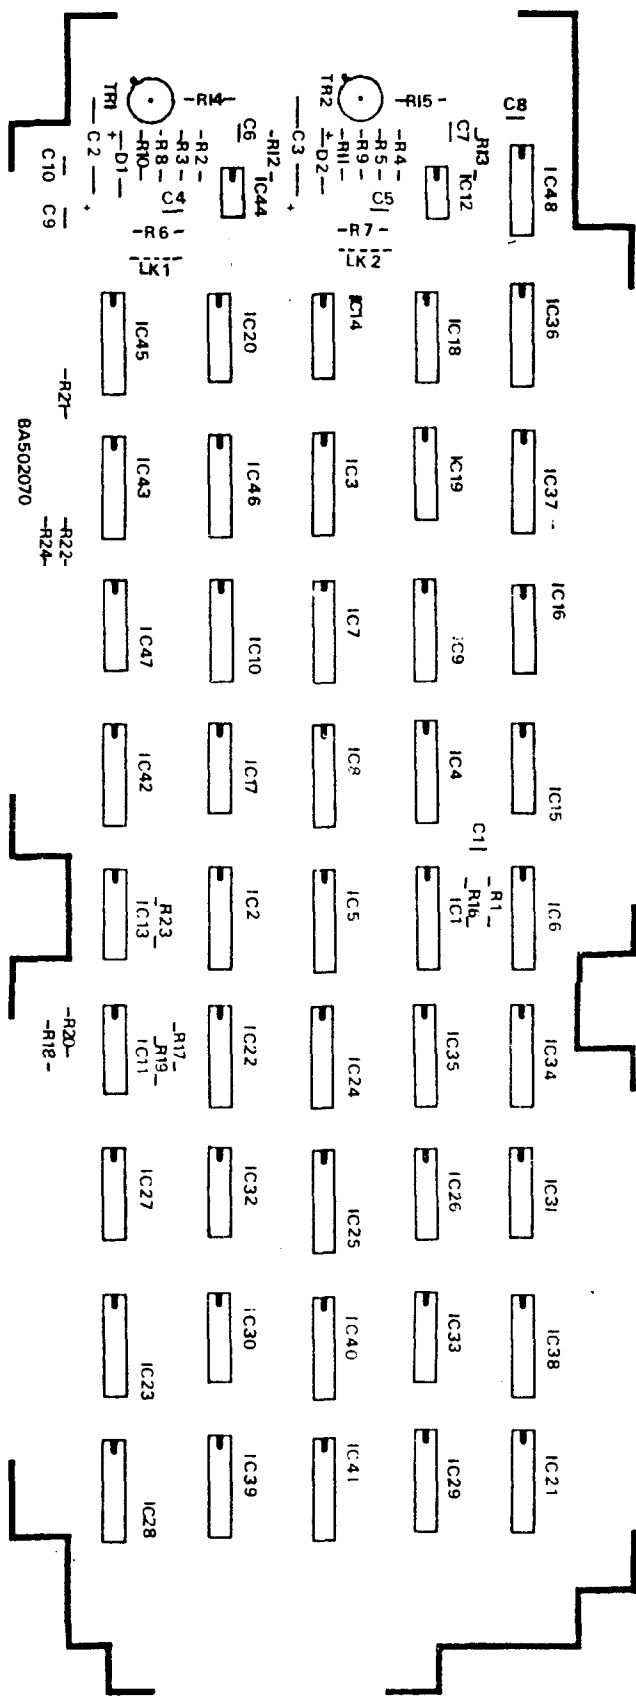 TR1
-R14-
TR2
-R15-
C8
C10
C2
+
D1
-R10-
-R8-
-R3-
-R2-
C6
-R12-
C3
+
D2
-R11-
-R9-
-R5-
-R4-
C7
-R13-
IC48
C9
+
C4
IC44
+
C5
IC12
-R6-
-R7-
LK1
LK2
IC45
IC20
IC14
IC18
IC36
-R21-
BA502070
IC43
IC46
IC3
IC19
IC37
-R24-
-R22-
IC47
IC10
IC7
IC9
IC16
IC42
IC17
IC8
IC4
IC15
C1
IC13
-R23-
IC2
IC5
IC1
-R16-
-R1-
IC6
-R18-
-R20-
IC11
-R19-
-R17-
IC22
IC24
IC35
IC34
IC27
IC32
IC25
IC26
IC31
IC23
IC30
IC40
IC33
IC38
IC28
IC39
IC41
IC29
IC21